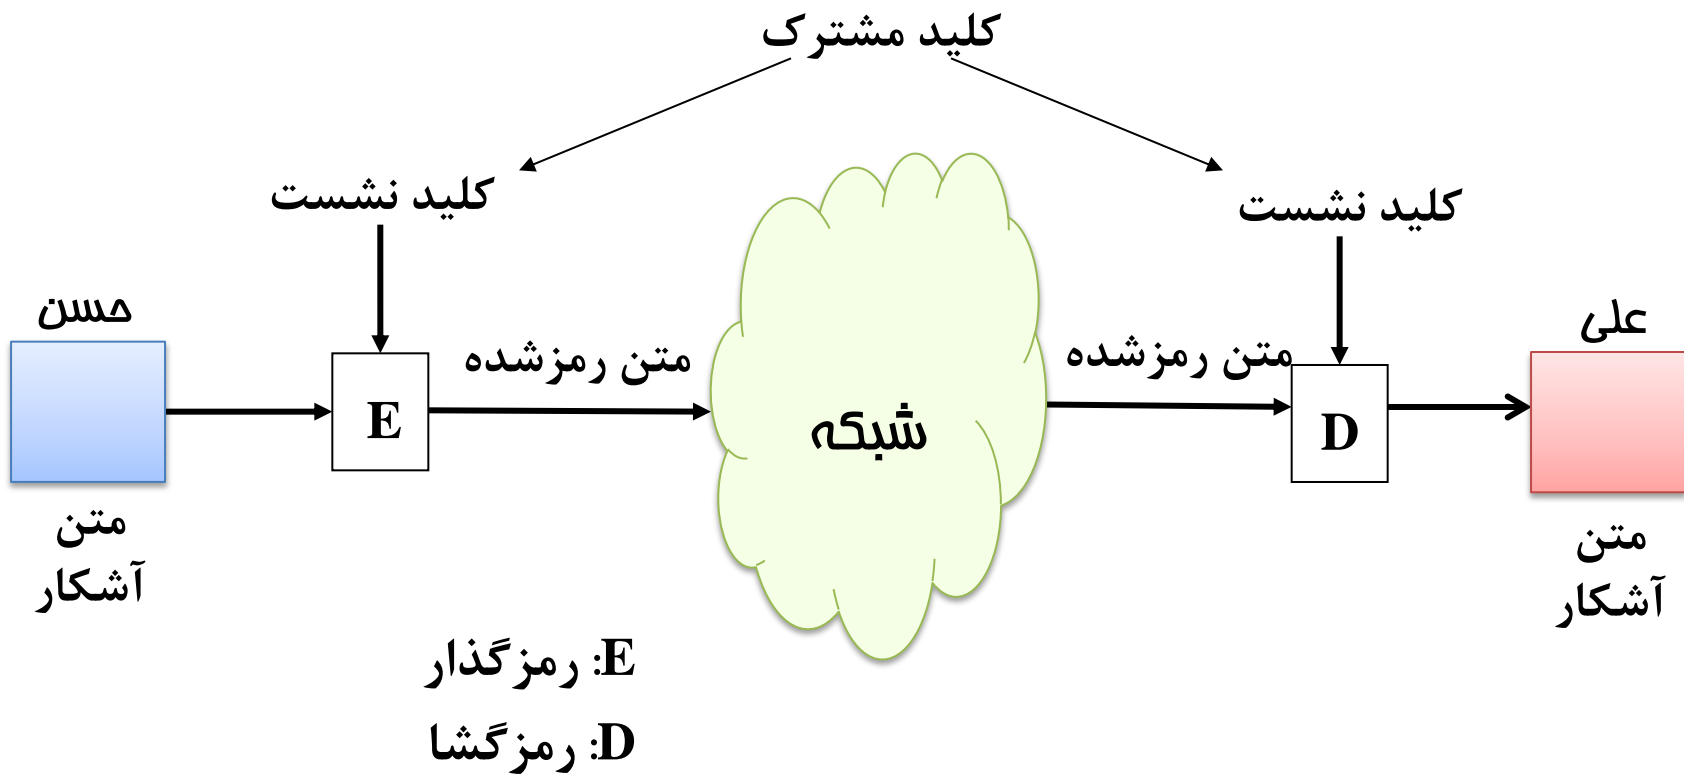 کلید مشترک
کلید نشست
کلید نشست
حسن
علی
متن رمزشده
متن رمزشده
E
شبکه
D
متن
آشکار
متن
آشکار
E: رمزگذار
D: رمزگشا